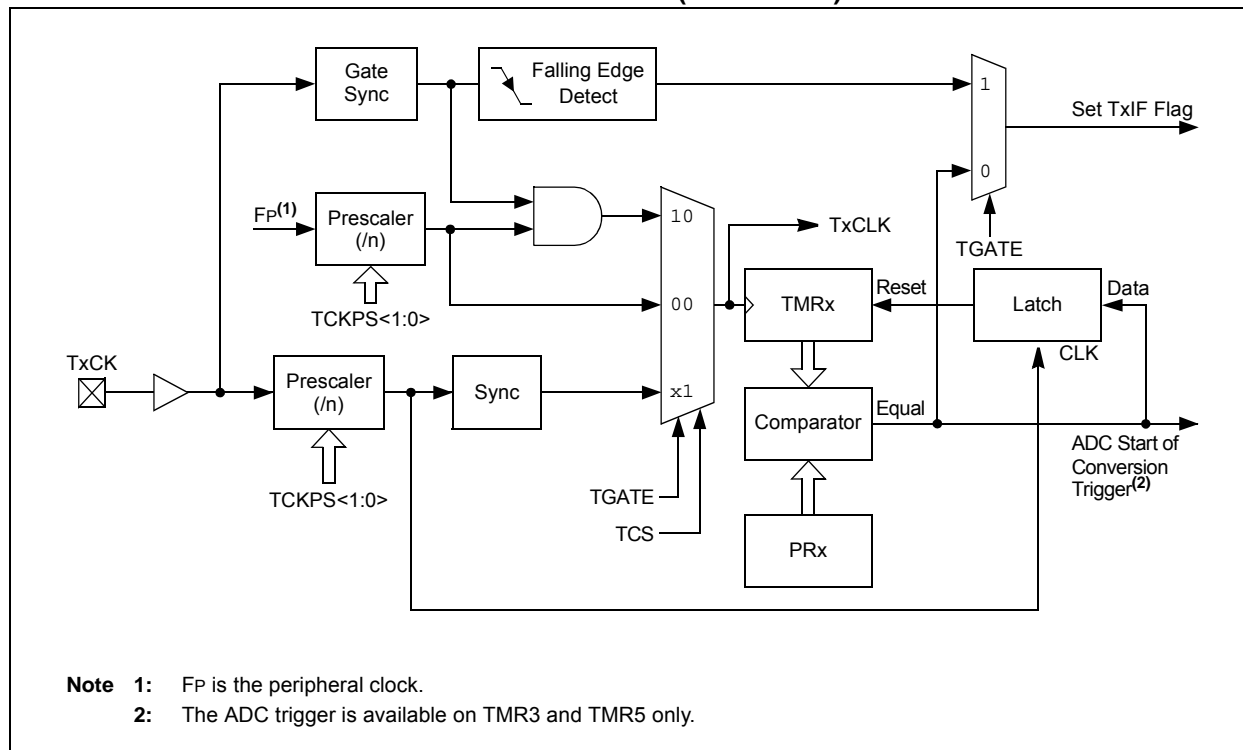 Gate
Sync
Falling Edge
Detect
1
0
Set TxIF Flag
TGATE
FP(1)
Prescaler
(/n)
TCKPS<1:0>
10
00
x1
TxCLK
TMRx
Reset
Latch
Data
CLK
TxCK
Prescaler
(/n)
TCKPS<1:0>
Sync
TGATE
TCS
Comparator
Equal
PRx
ADC Start of
Conversion
Trigger(2)
Note 1: FP is the peripheral clock.
2: The ADC trigger is available on TMR3 and TMR5 only.